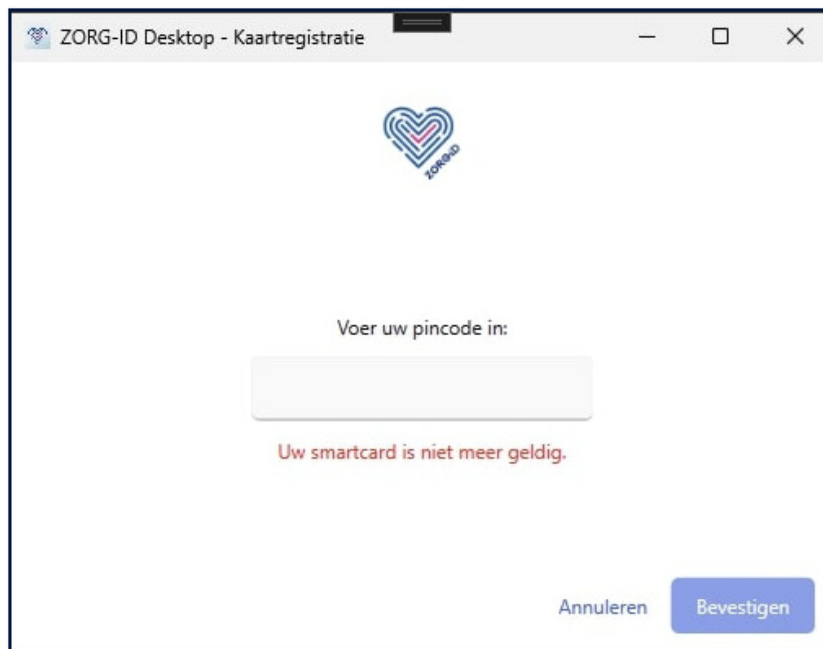 ZORG-ID Desktop - Kaartregistratie
ZORG-ID
Voer uw pincode in:
Uw smartcard is niet meer geldig.
Annuleren
Bevestigen